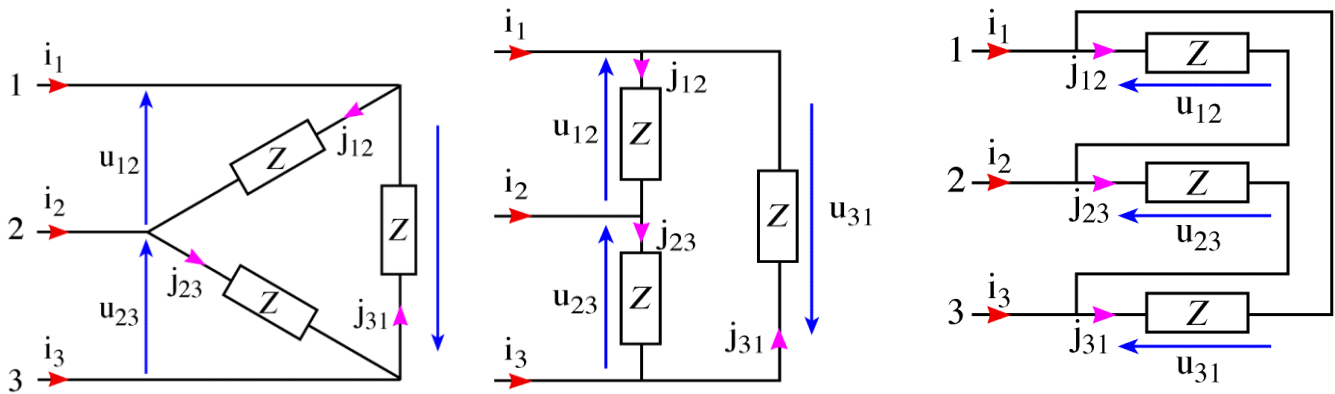 1 i₁
u₁₂
Z
j₁₂
i₂
2
Z
j₂₃
Z
u₂₃
j₃₁
i₃
3
i₁
j₁₂
u₁₂
Z
i₂
Z
u₃₁
j₂₃
u₂₃
Z
j₃₁
i₃
1 i₁
Z
j₁₂
u₁₂
2 i₂
Z
j₂₃
u₂₃
3 i₃
Z
j₃₁
u₃₁